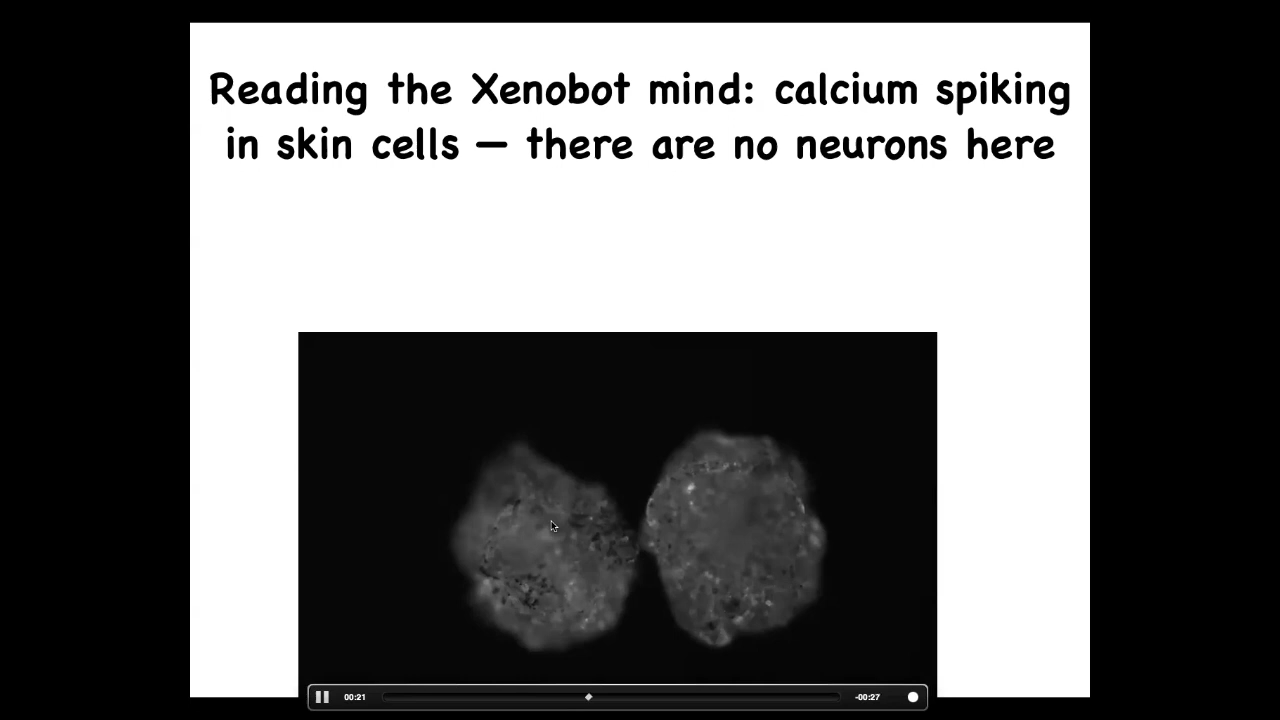 Reading the Xenobot mind: calcium spiking
in skin cells — there are no neurons here
00:21
-00:27